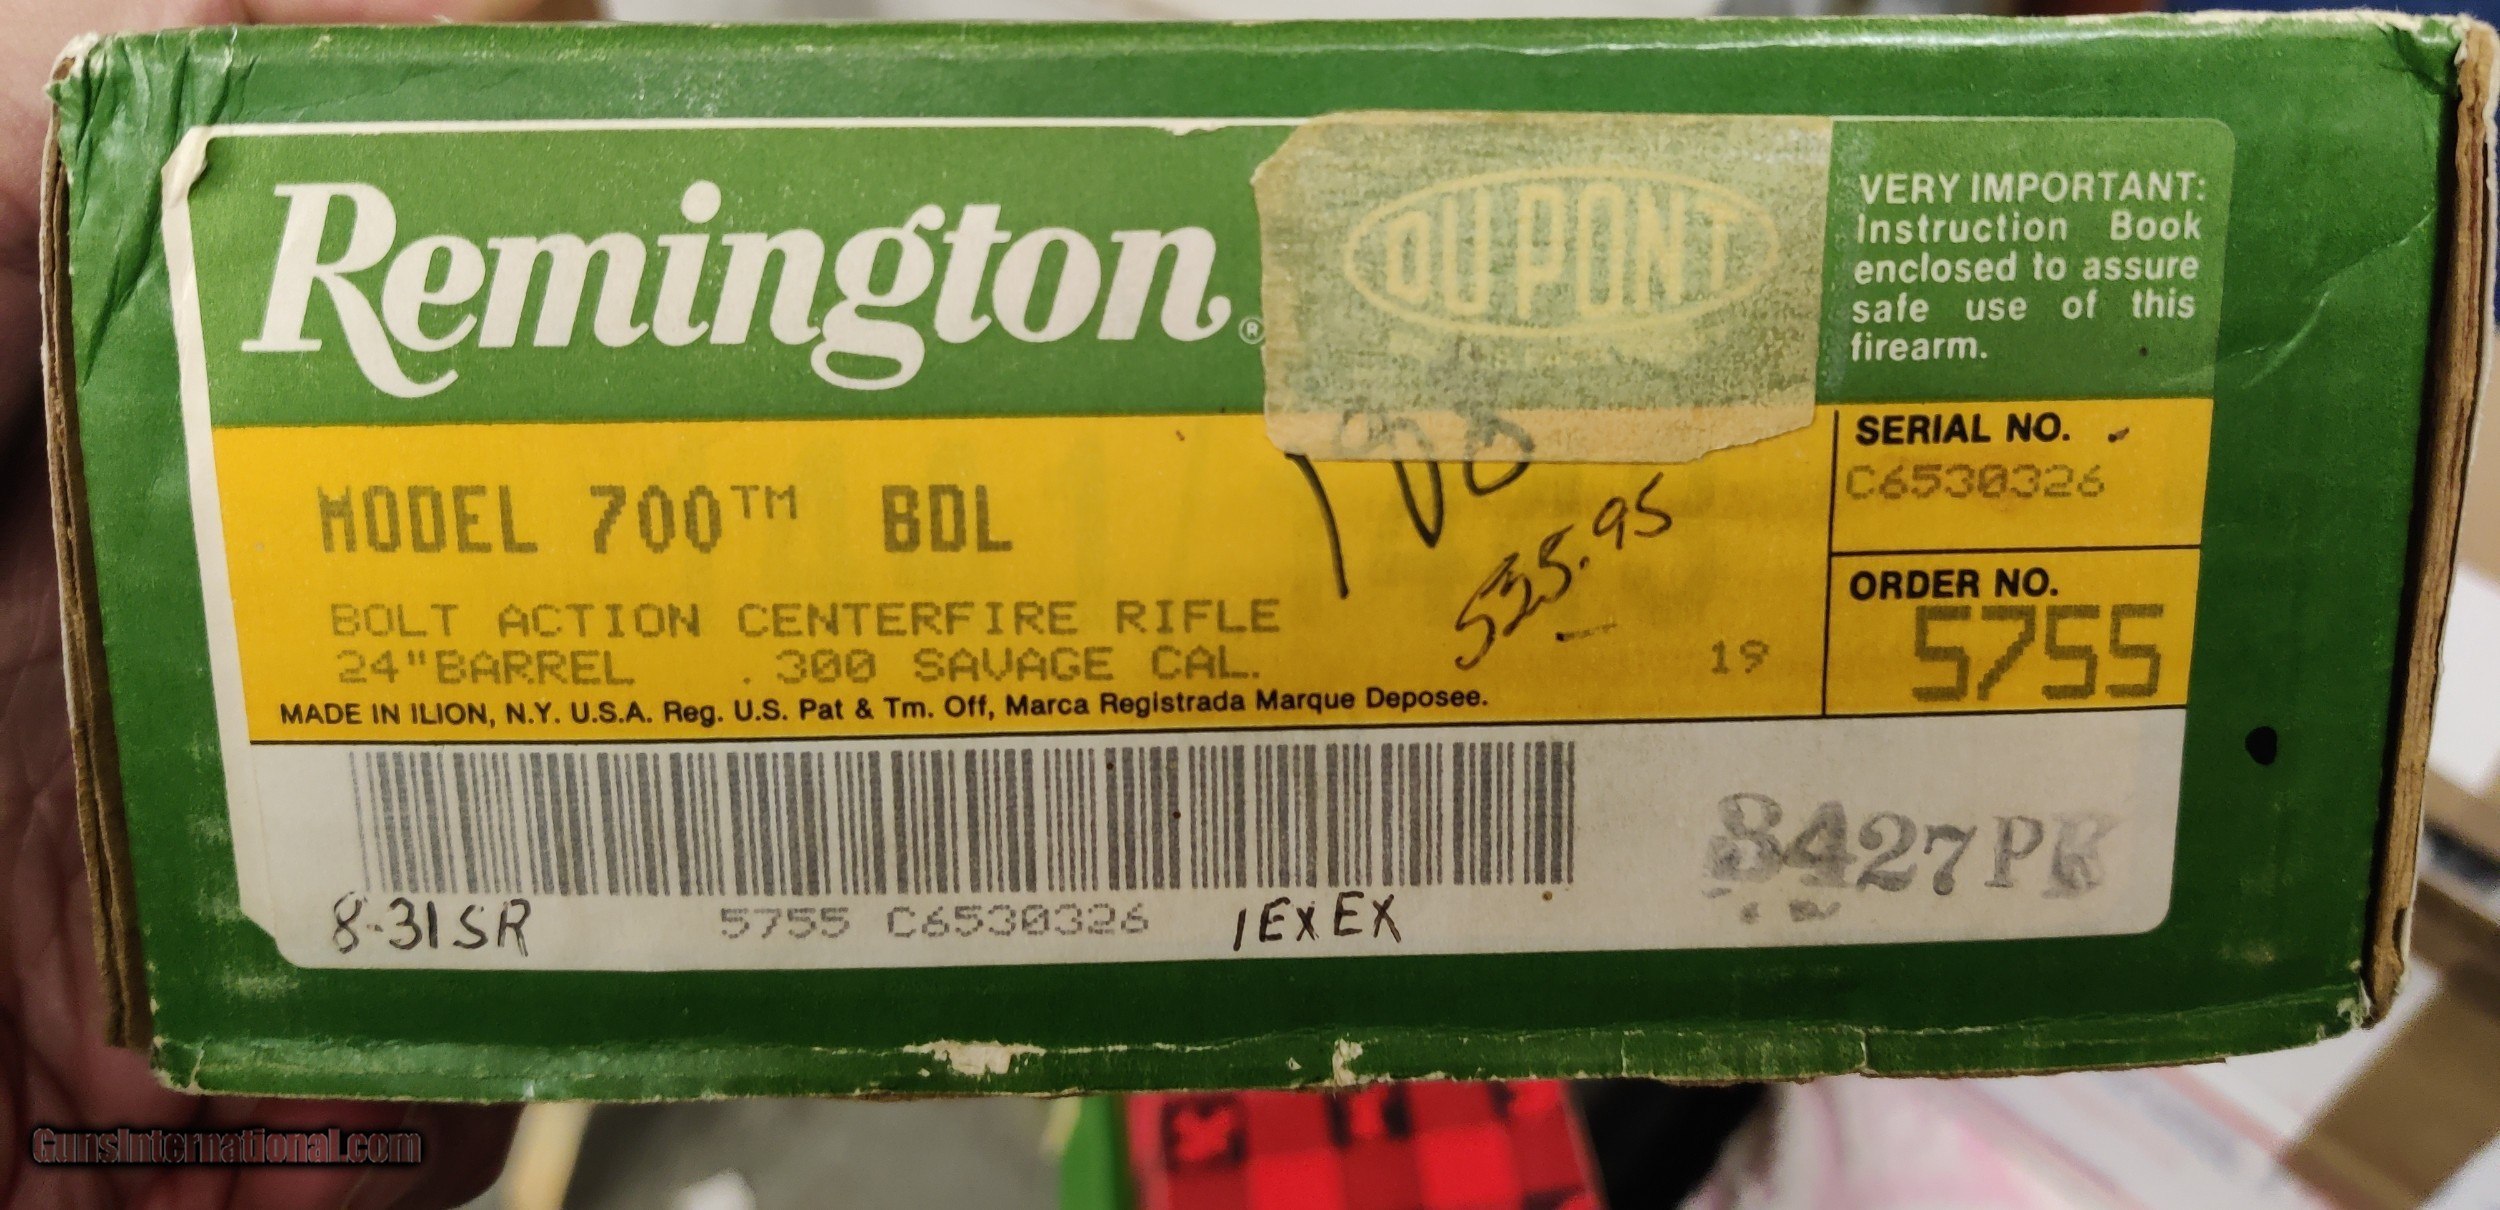 Remington®
DU PONT
VERY IMPORTANT:
Instruction Book
enclosed to assure
safe use of this
firearm.
MODEL 700™ BDL
SERIAL NO.
C6530326
525.95
BOLT ACTION CENTERFIRE RIFLE
24"BARREL .300 SAVAGE CAL.
19
ORDER NO.
5755
MADE IN ILION, N.Y. U.S.A. Reg. U.S. Pat & Tm. Off, Marca Registrada Marque Deposee.
8-31SR
5755 C6530326
1EXEX
GunsInternational.com